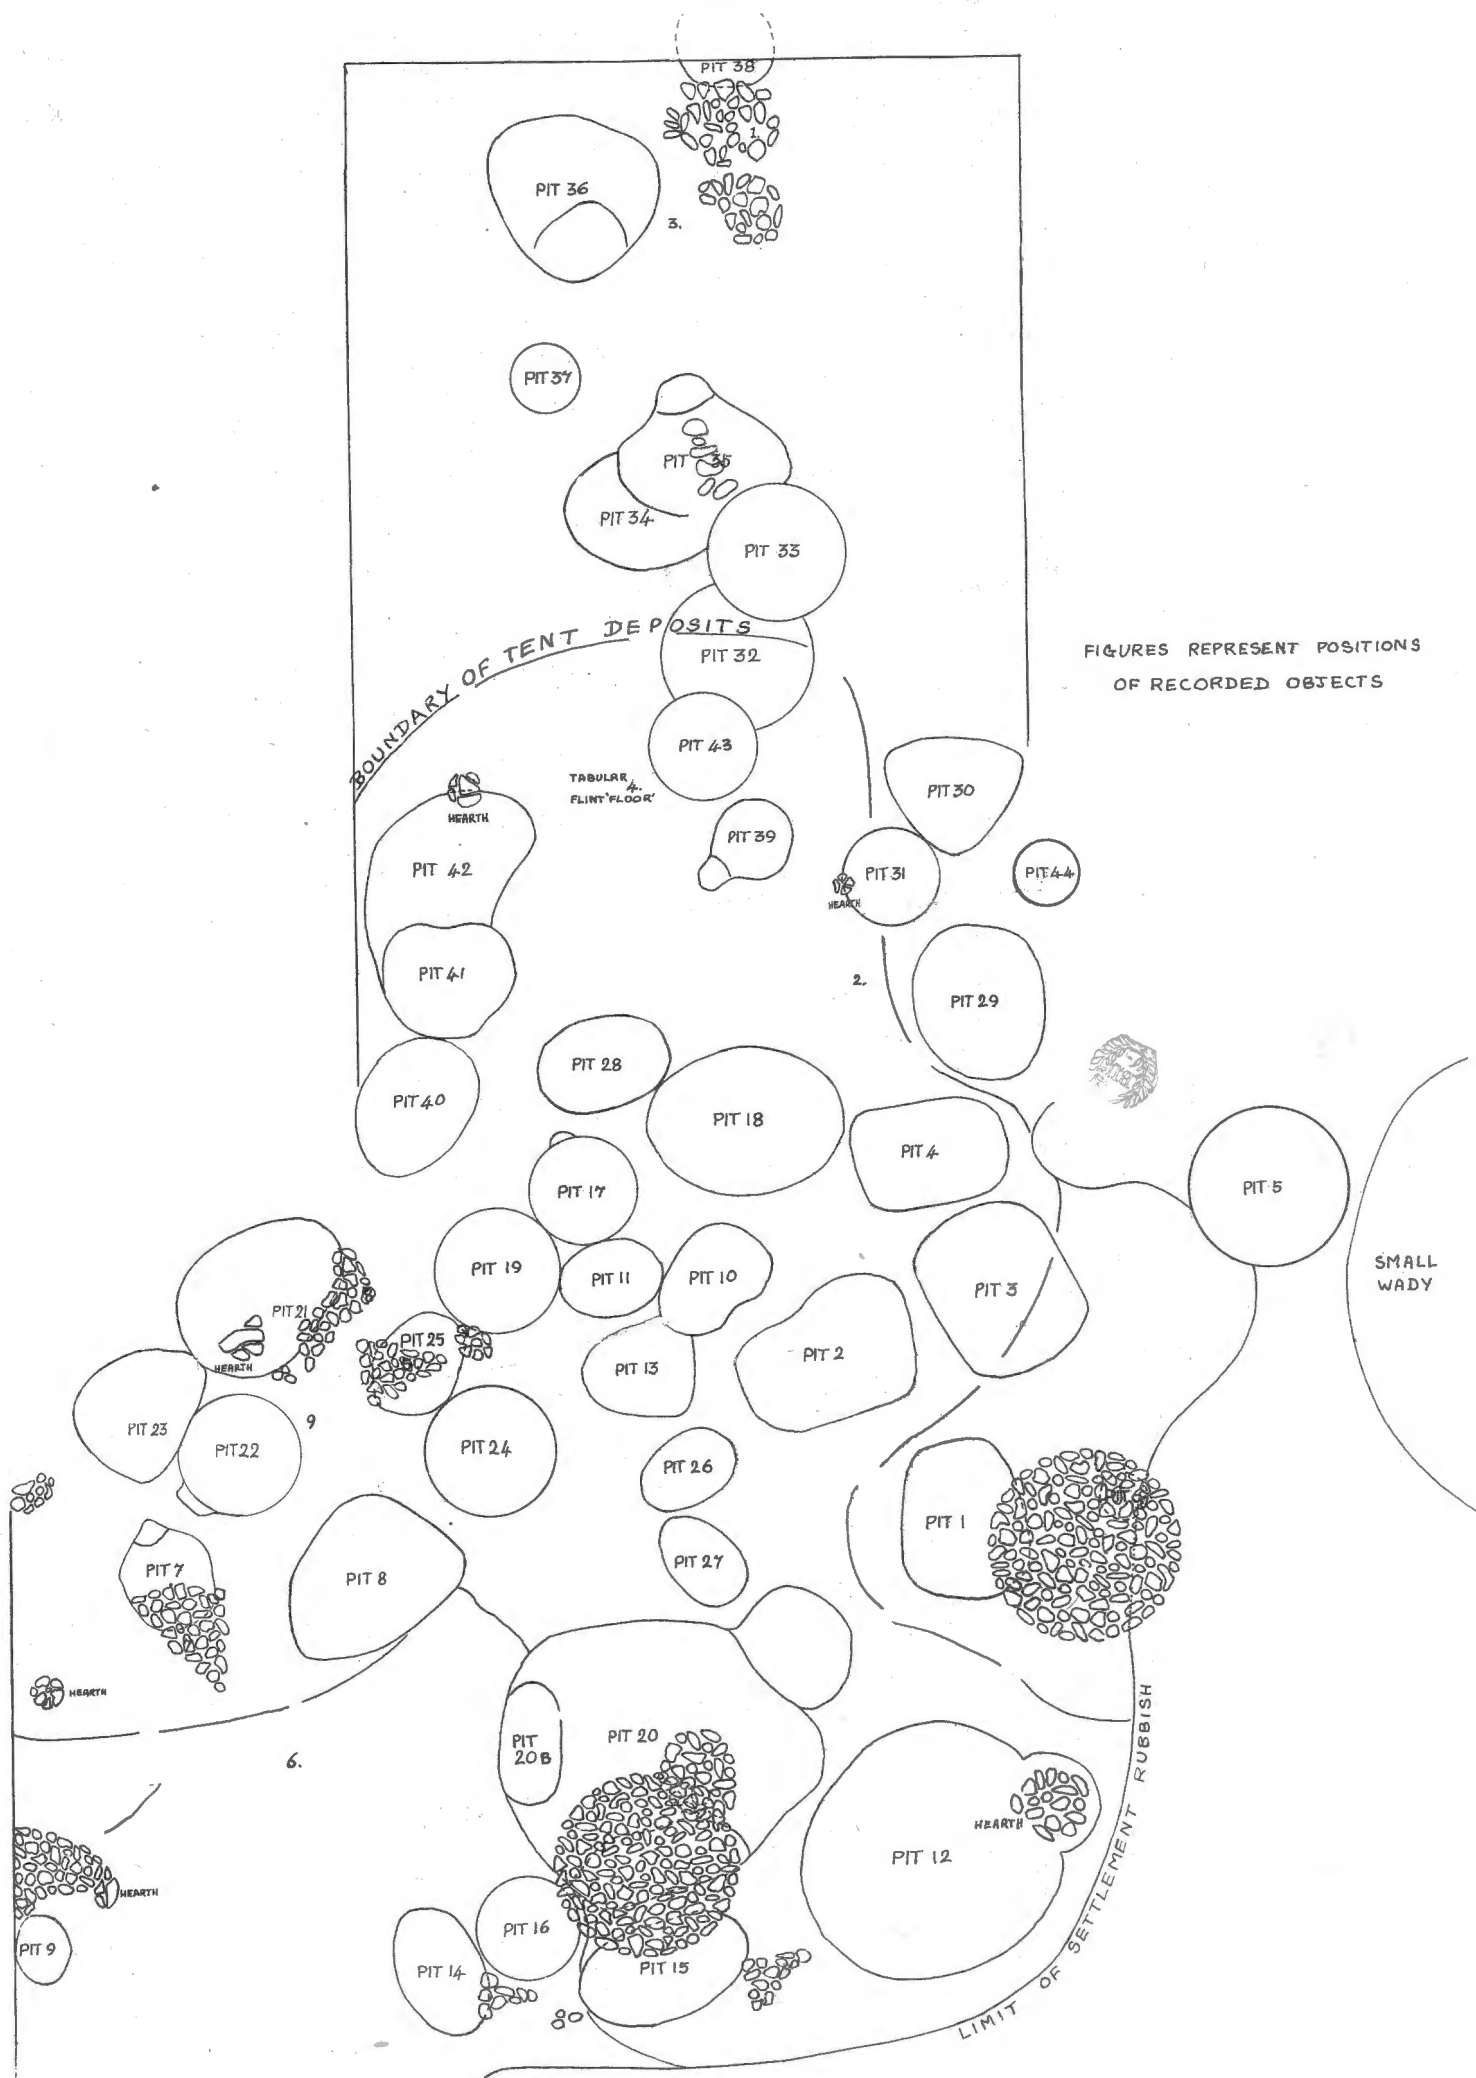 PIT 38
1.
PIT 36
3.
PIT 37
PIT 35
PIT 34
PIT 33
BOUNDARY OF TENT DEPOSITS
PIT 32
FIGURES REPRESENT POSITIONS
OF RECORDED OBJECTS
PIT 43
TABULAR
4.
FLINT 'FLOOR'
HEARTH
PIT 30
PIT 39
PIT 42
PIT 31
HEARTH
PIT 44
PIT 41
2.
PIT 29
PIT 28
PIT 40
PIT 18
PIT 4
PIT 17
PIT 5
PIT 19
PIT 11
PIT 10
PIT 3
SMALL
WADY
PIT 21
HEARTH
PIT 25
PIT 13
PIT 2
PIT 23
PIT 22
9
PIT 24
PIT 26
PIT 1
PIT 7
PIT 8
PIT 27
HEARTH
6.
PIT
20B
PIT 20
HEARTH
PIT 12
HEARTH
PIT 9
PIT 16
PIT 14
PIT 15
LIMIT OF SETTLEMENT RUBBISH